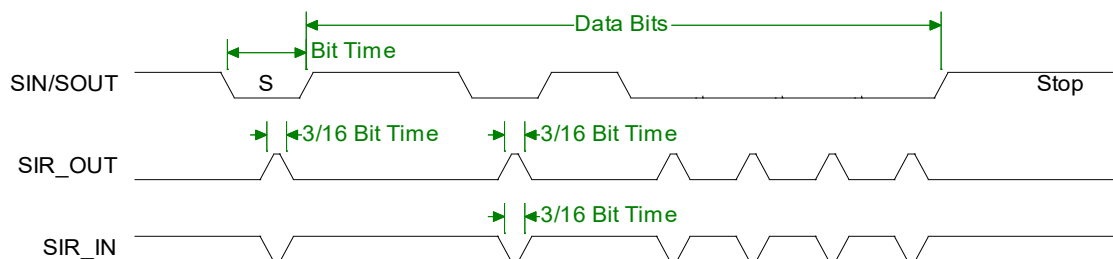 Data Bits
Bit Time
SIN/SOUT
S
Stop
3/16 Bit Time
3/16 Bit Time
SIR_OUT
3/16 Bit Time
SIR_IN